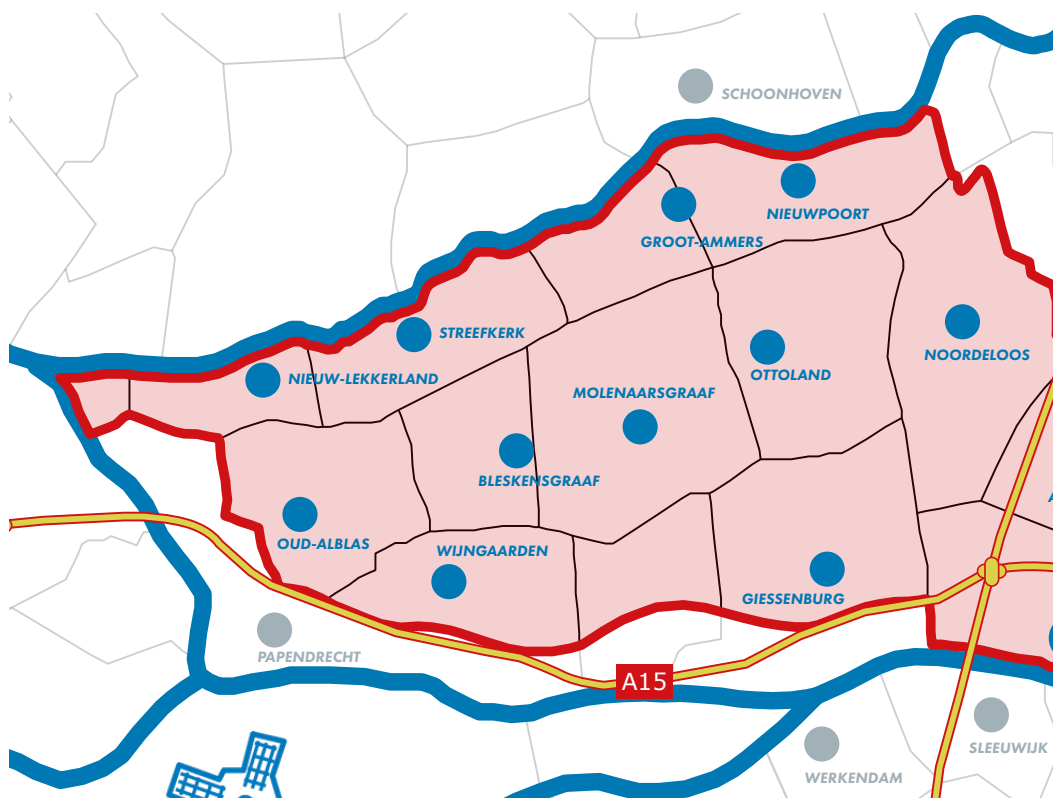 SCHOONHOVEN
NIEUWPOORT
GROOT-AMMERS
STREEFKERK
NOORDELOOS
NIEUW-LEKKERLAND
OTTOLAND
MOLENAARSGRAAF
BLESKENSGRAAF
OUD-ALBLAS
WIJNGAARDEN
GIESSENBURG
PAPENDRECHT
A15
SLEEUWIJK
WERKENDAM